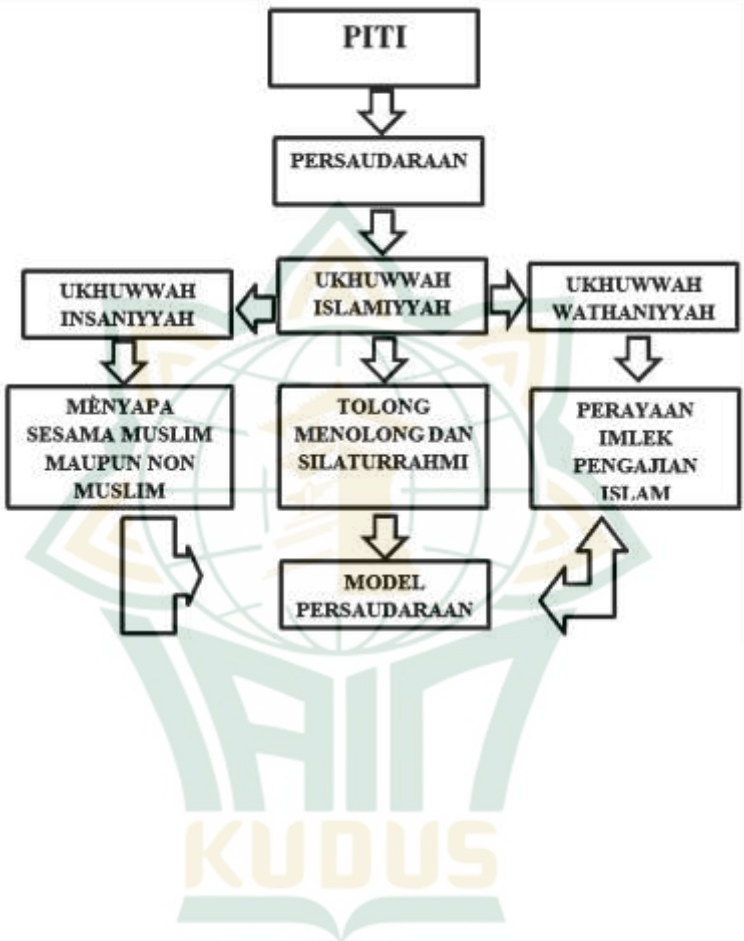 PITI
PERSAUDARAAN
UKHUWWAH
INSANIYYAH
UKHUWWAH
ISLAMIYYAH
UKHUWWAH
WATHANIYYAH
MENYAPA
SESAMA MUSLIM
MAUPUN NON
MUSLIM
TOLONG
MENOLONG DAN
SILATURRAHMI
PERAYAAN
IMLEK
PENGAJIAN
ISLAM
MODEL
PERSAUDARAAN
IAIN
KUDUS